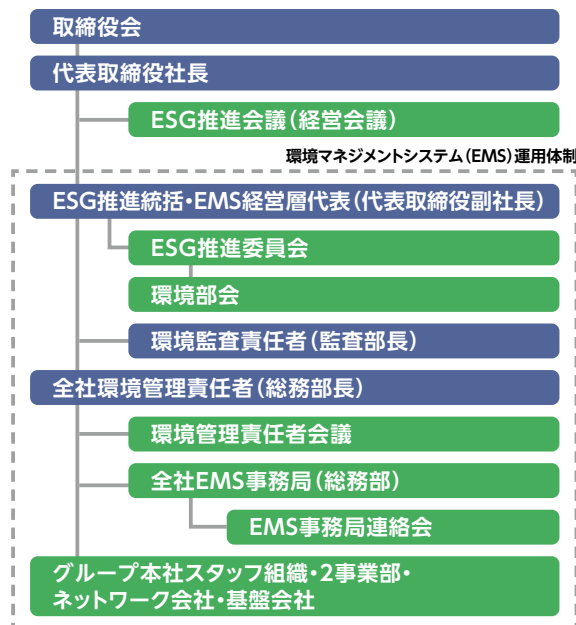 取締役会
代表取締役社長
ESG推進会議(経営会議)
環境マネジメントシステム(EMS)運用体制
ESG推進統括・EMS経営層代表(代表取締役副社長)
ESG推進委員会
環境部会
環境監査責任者(監査部長)
全社環境管理責任者(総務部長)
環境管理責任者会議
全社EMS事務局(総務部)
EMS事務局連絡会
グループ本社スタッフ組織・2事業部・
ネットワーク会社・基盤会社